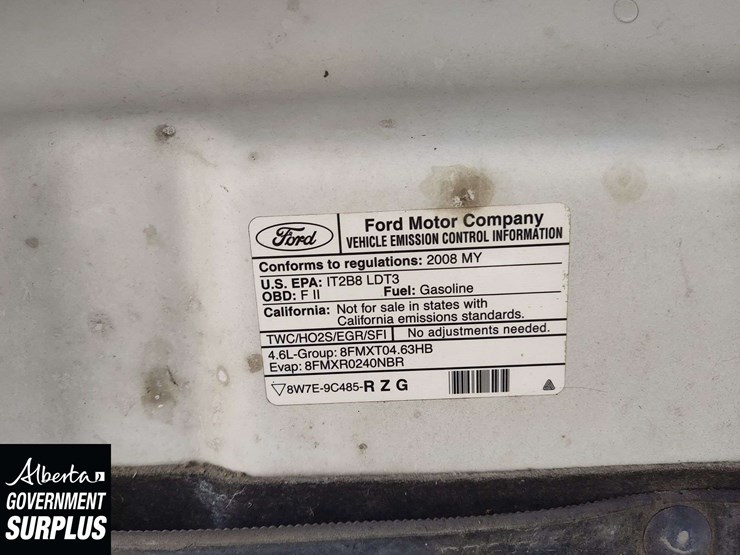 Ford
Ford Motor Company
VEHICLE EMISSION CONTROL INFORMATION
Conforms to regulations: 2008 MY
U.S. EPA: IT2B8 LDT3
OBD: F II Fuel: Gasoline
California: Not for sale in states with
California emissions standards.
TWC/HO2S/EGR/SFI No adjustments needed.
4.6L-Group: 8FMXT04.63HB
Evap: 8FMXR0240NBR
8W7E-9C485-R Z G
Alberta
GOVERNMENT
SURPLUS